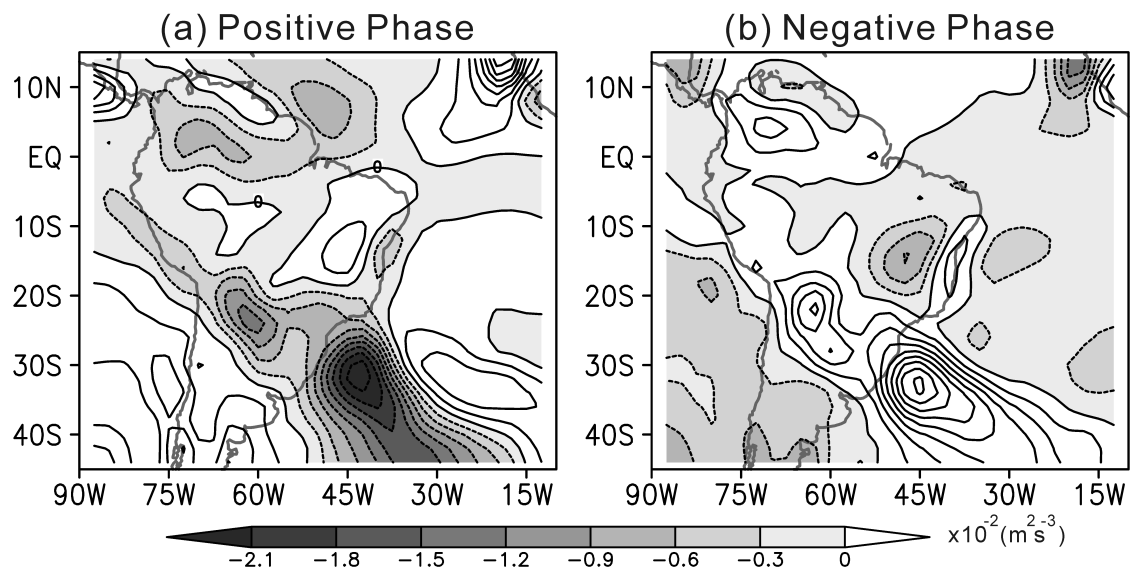 (a) Positive Phase
(b) Negative Phase
10N
EQ
10S
20S
30S
40S
0
0
90W 75W 60W 45W 30W 15W
10N
EQ
10S
20S
30S
40S
90W 75W 60W 45W 30W 15W
−2.1 −1.8 −1.5 −1.2 −0.9 −0.6 −0.3 0
x10⁻²(m²s⁻³)